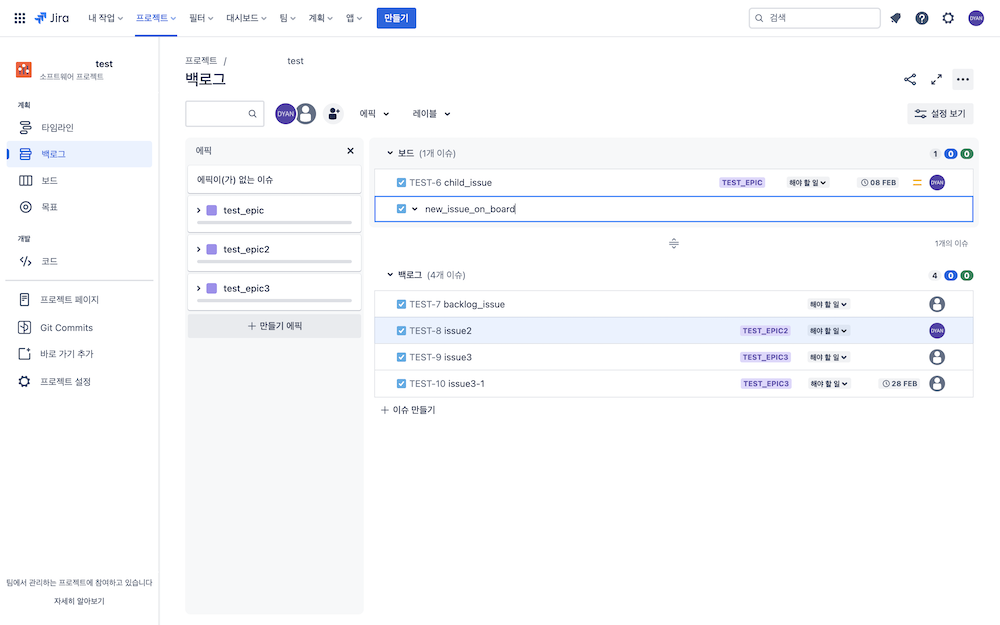 Jira 내 작업 프로젝트 필터 대시보드 팀 계획 앱 만들기 검색 DYAN
test
소프트웨어 프로젝트
계획
타임라인
백로그
보드
목표
개발
코드
프로젝트 페이지
Git Commits
바로 가기 추가
프로젝트 설정
팀에서 관리하는 프로젝트에 참여하고 있습니다
자세히 알아보기
프로젝트 / test
백로그
DYAN 에픽 레이블 설정 보기
에픽
에픽이(가) 없는 이슈
test_epic
test_epic2
test_epic3
만들기 에픽
보드 (1개 이슈) 1 0 0
TEST-6 child_issue TEST_EPIC 해야 할 일 08 FEB DYAN
new_issue_on_board
1개의 이슈
백로그 (4개 이슈) 4 0 0
TEST-7 backlog_issue 해야 할 일
TEST-8 issue2 TEST_EPIC2 해야 할 일 DYAN
TEST-9 issue3 TEST_EPIC3 해야 할 일
TEST-10 issue3-1 TEST_EPIC3 해야 할 일 28 FEB
이슈 만들기